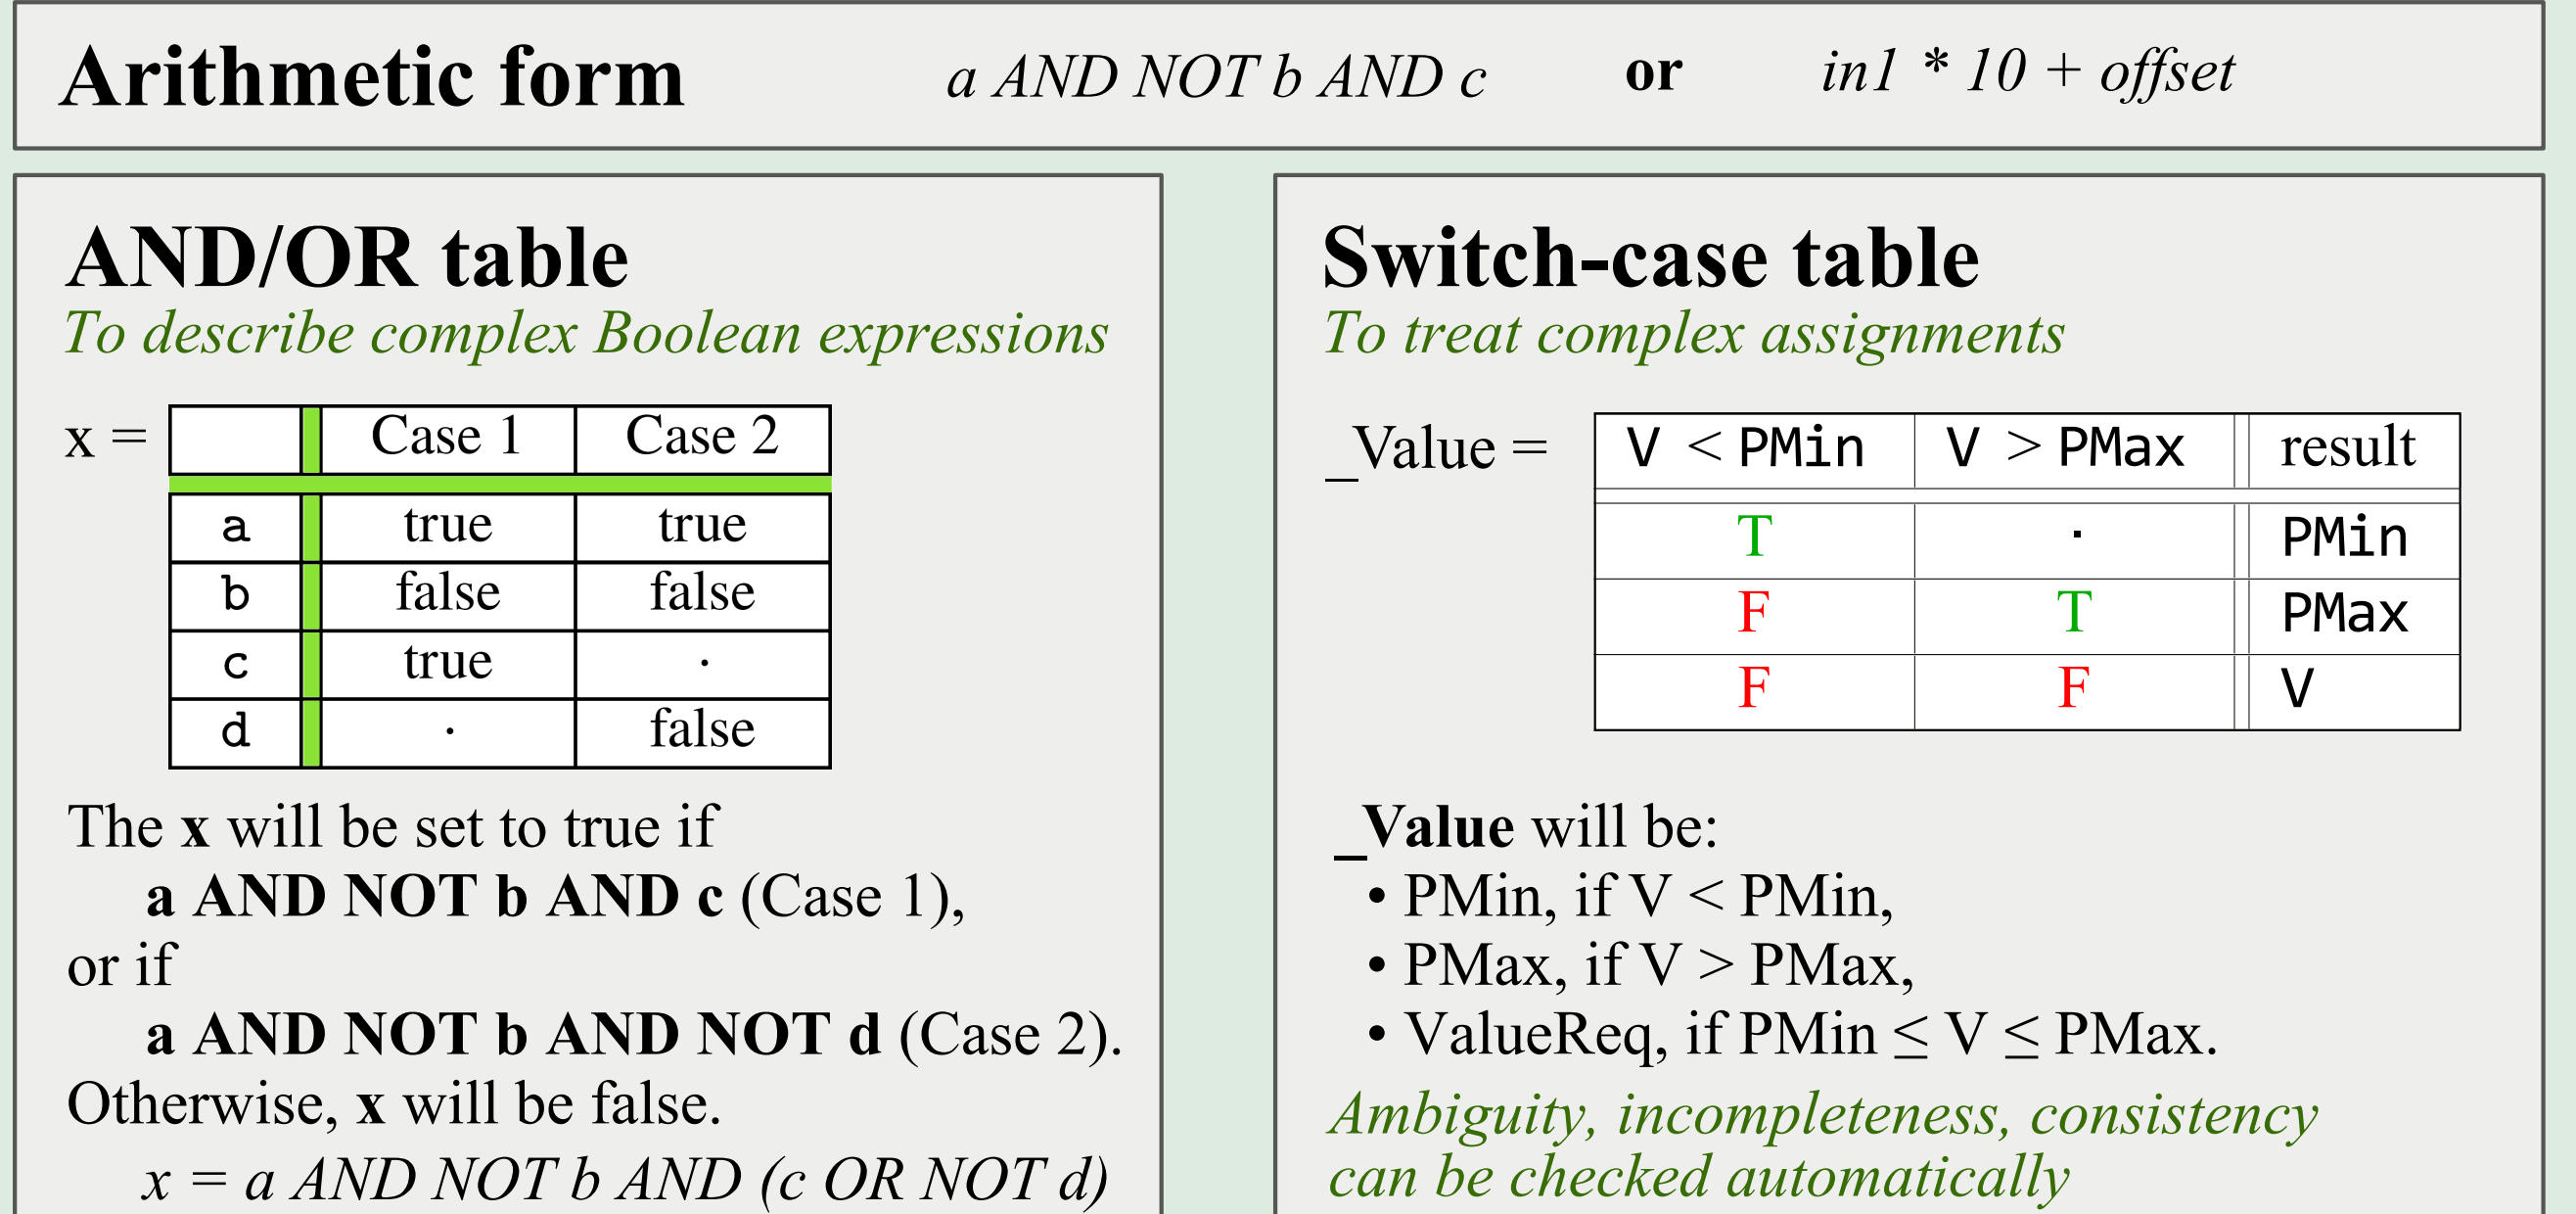 Arithmetic form a AND NOT b AND c or in1 * 10 + offset
AND/OR table
To describe complex Boolean expressions
x = Case 1 Case 2
a true true
b false false
c true ·
d · false
The x will be set to true if
a AND NOT b AND c (Case 1),
or if
a AND NOT b AND NOT d (Case 2).
Otherwise, x will be false.
x = a AND NOT b AND (c OR NOT d)
Switch-case table
To treat complex assignments
_Value = V < PMin V > PMax result
T · PMin
F T PMax
F F V
_Value will be:
• PMin, if V < PMin,
• PMax, if V > PMax,
• ValueReq, if PMin ≤ V ≤ PMax.
Ambiguity, incompleteness, consistency
can be checked automatically